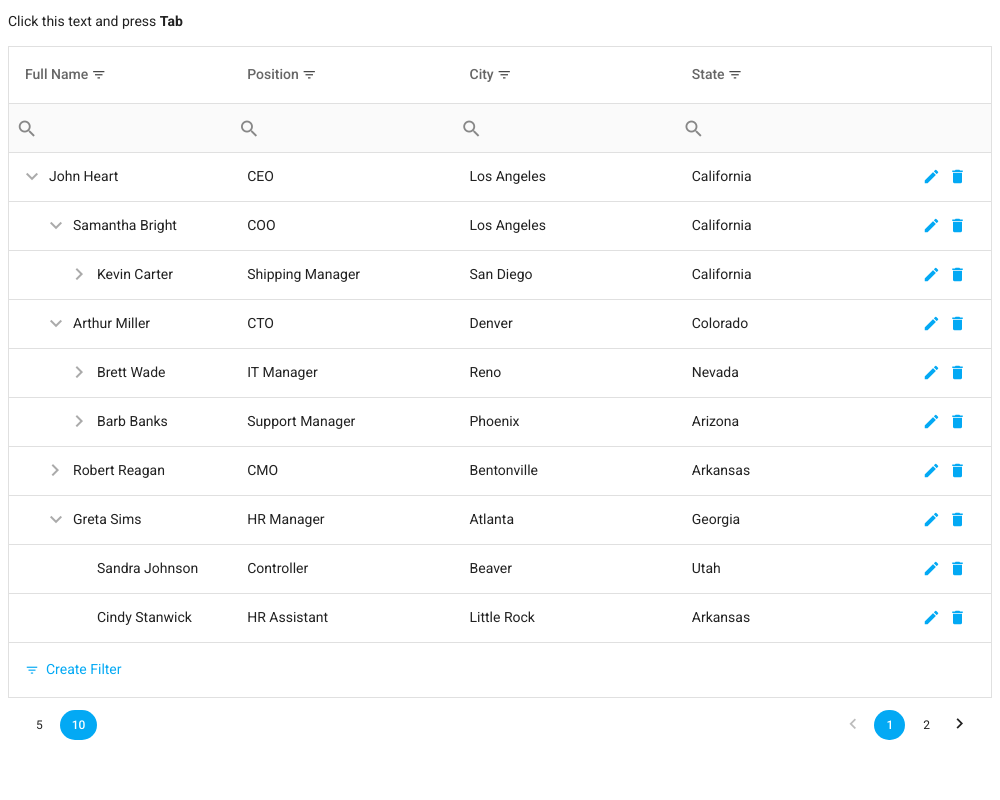 Click this text and press Tab
Full Name Position City State
John Heart CEO Los Angeles California
Samantha Bright COO Los Angeles California
Kevin Carter Shipping Manager San Diego California
Arthur Miller CTO Denver Colorado
Brett Wade IT Manager Reno Nevada
Barb Banks Support Manager Phoenix Arizona
Robert Reagan CMO Bentonville Arkansas
Greta Sims HR Manager Atlanta Georgia
Sandra Johnson Controller Beaver Utah
Cindy Stanwick HR Assistant Little Rock Arkansas
Create Filter
5 10 1 2